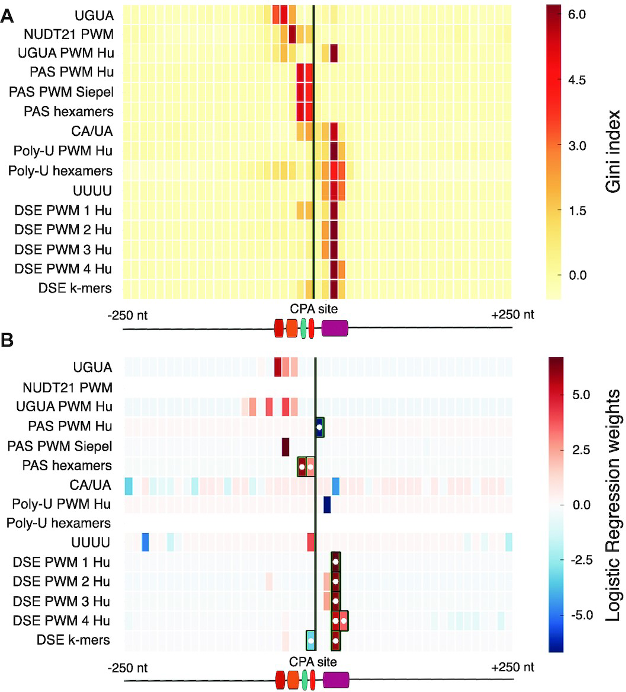 A
UGUA
NUDT21 PWM
UGUA PWM Hu
PAS PWM Hu
PAS PWM Siepel
PAS hexamers
CA/UA
Poly-U PWM Hu
Poly-U hexamers
UUUU
DSE PWM 1 Hu
DSE PWM 2 Hu
DSE PWM 3 Hu
DSE PWM 4 Hu
DSE k-mers
6.0
4.5
3.0
1.5
0.0
Gini index
-250 nt
CPA site
+250 nt
B
UGUA
NUDT21 PWM
UGUA PWM Hu
PAS PWM Hu
PAS PWM Siepel
PAS hexamers
CA/UA
Poly-U PWM Hu
Poly-U hexamers
UUUU
DSE PWM 1 Hu
DSE PWM 2 Hu
DSE PWM 3 Hu
DSE PWM 4 Hu
DSE k-mers
5.0
2.5
0.0
-2.5
-5.0
Logistic Regression weights
-250 nt
CPA site
+250 nt